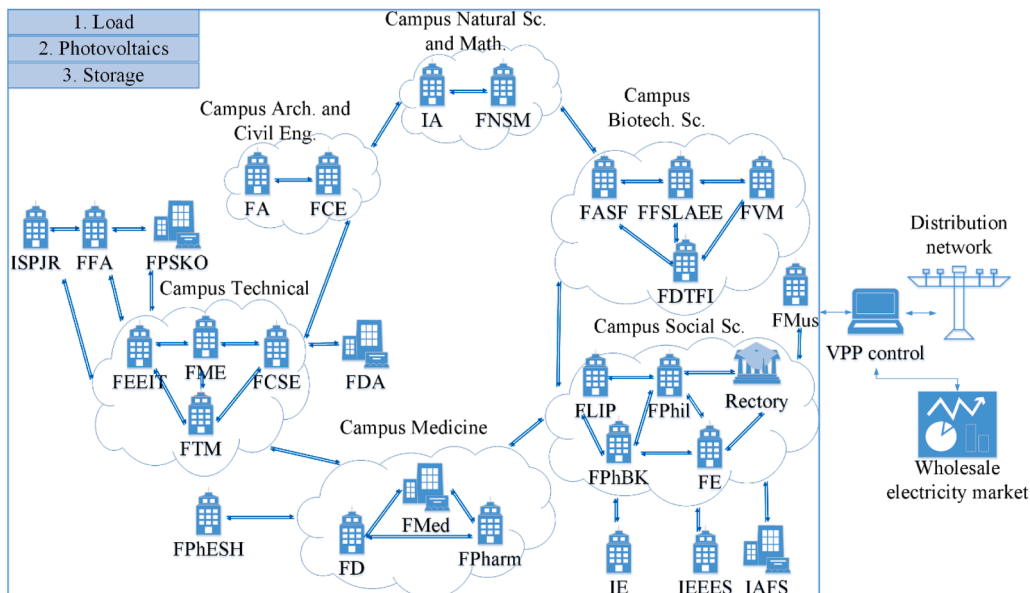 1. Load
2. Photovoltaics
3. Storage
Campus Natural Sc.
and Math.
IA
FNSM
Campus Arch. and
Civil Eng.
FA
FCE
Campus
Biotech. Sc.
FASF
FFSLAEE
FVM
FDTFI
ISPJR
FFA
FPSKO
Campus Technical
FEEIT
FME
FCSE
FTM
FDA
Campus Social Sc.
FLIP
FPhil
Rectory
FPhBK
FE
FMus
Distribution
network
VPP control
Wholesale
electricity market
Campus Medicine
FPhESH
FD
FMed
FPharm
IE
IEEES
IAFS